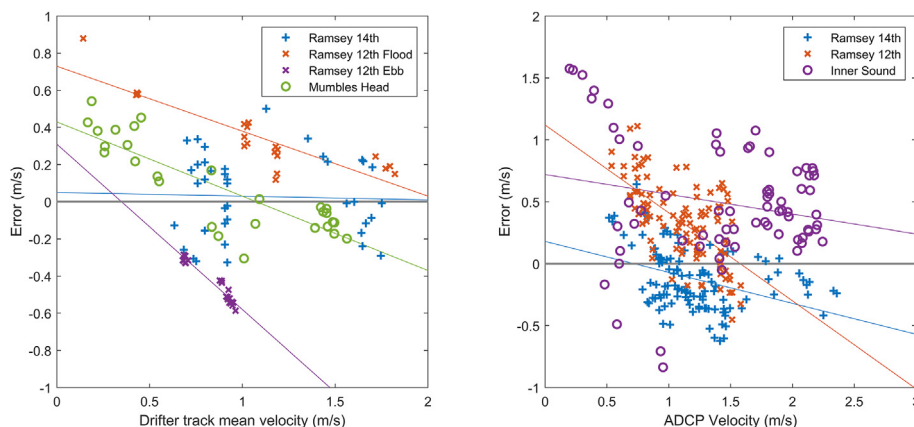 1
0.8
0.6
0.4
0.2
0
-0.2
-0.4
-0.6
-0.8
-1
0 0.5 1 1.5 2
Drifter track mean velocity (m/s)
Error (m/s)
Ramsey 14th
Ramsey 12th Flood
Ramsey 12th Ebb
Mumbles Head
2
1.5
1
0.5
0
-0.5
-1
0 0.5 1 1.5 2 2.5 3
ADCP Velocity (m/s)
Error (m/s)
Ramsey 14th
Ramsey 12th
Inner Sound